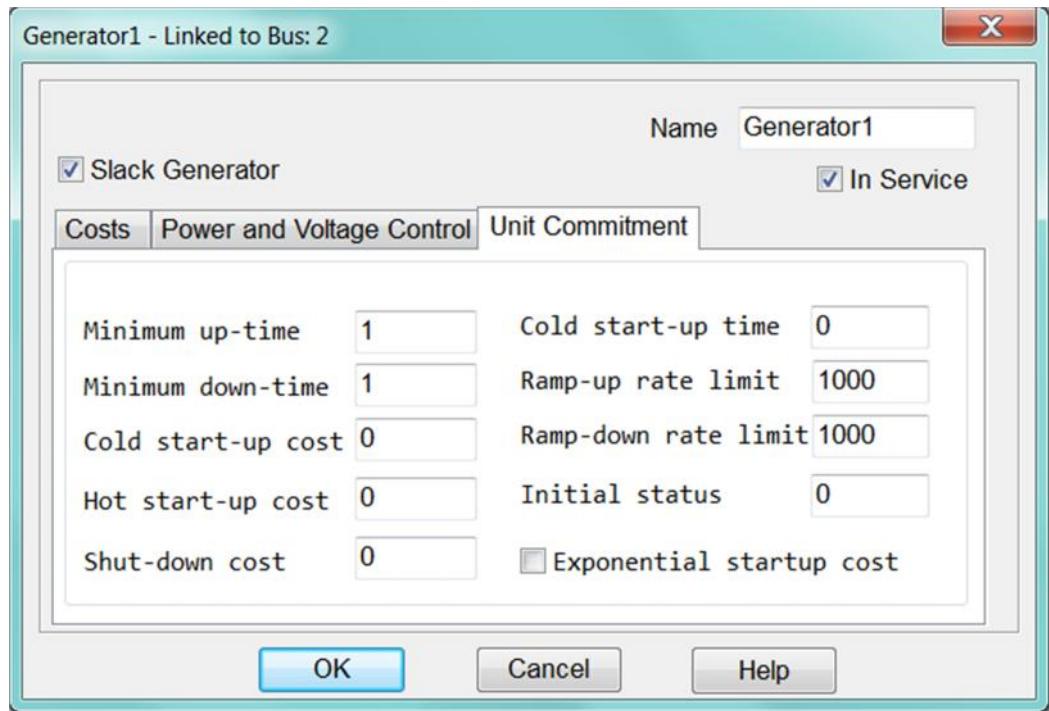 Generator1 - Linked to Bus: 2
X
Name Generator1
Slack Generator
In Service
Costs Power and Voltage Control Unit Commitment
Minimum up-time 1 Cold start-up time 0
Minimum down-time 1 Ramp-up rate limit 1000
Cold start-up cost 0 Ramp-down rate limit 1000
Hot start-up cost 0 Initial status 0
Shut-down cost 0 Exponential startup cost
OK Cancel Help